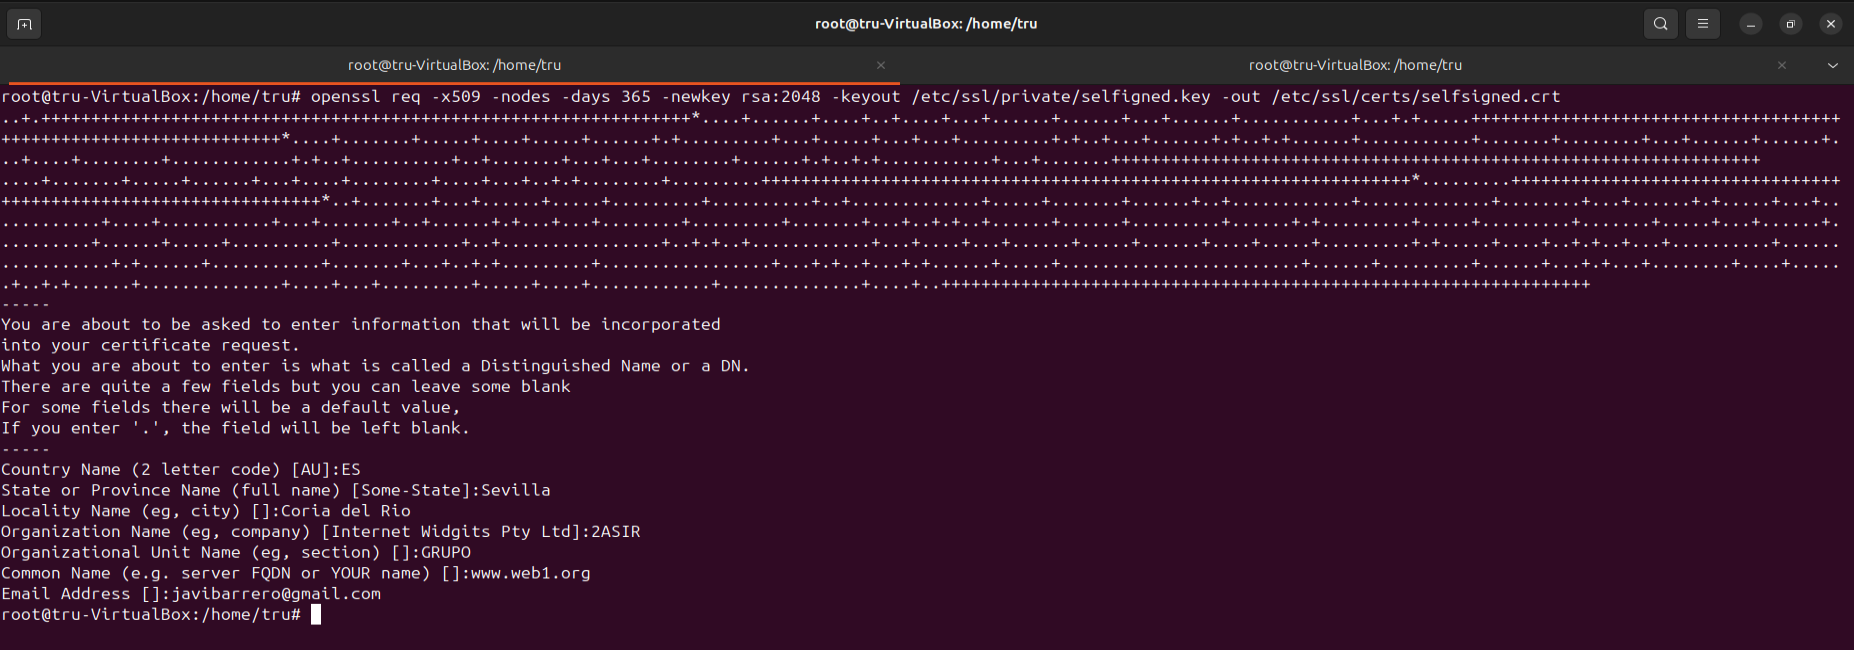 root@tru-VirtualBox: /home/tru
root@tru-VirtualBox: /home/tru
root@tru-VirtualBox: /home/tru
root@tru-VirtualBox:/home/tru# openssl req -x509 -nodes -days 365 -newkey rsa:2048 -keyout /etc/ssl/private/selfigned.key -out /etc/ssl/certs/selfsigned.crt
-----
You are about to be asked to enter information that will be incorporated
into your certificate request.
What you are about to enter is what is called a Distinguished Name or a DN.
There are quite a few fields but you can leave some blank
For some fields there will be a default value,
If you enter '.', the field will be left blank.
-----
Country Name (2 letter code) [AU]:ES
State or Province Name (full name) [Some-State]:Sevilla
Locality Name (eg, city) []:Coria del Rio
Organization Name (eg, company) [Internet Widgits Pty Ltd]:2ASIR
Organizational Unit Name (eg, section) []:GRUPO
Common Name (e.g. server FQDN or YOUR name) []:www.web1.org
Email Address []:javibarrero@gmail.com
root@tru-VirtualBox:/home/tru#